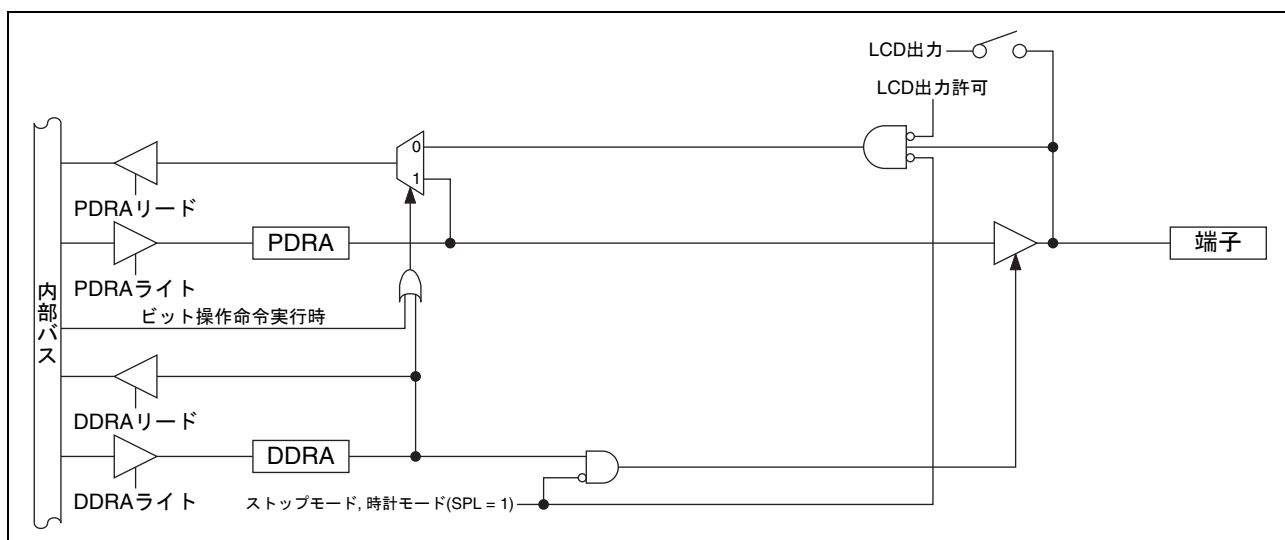 LCD出力
LCD出力許可
0
1
PDRAリード
PDRA
端子
PDRAライト
内部バス
ビット操作命令実行時
DDRAリード
DDRA
DDRAライト
ストップモード, 時計モード(SPL = 1)